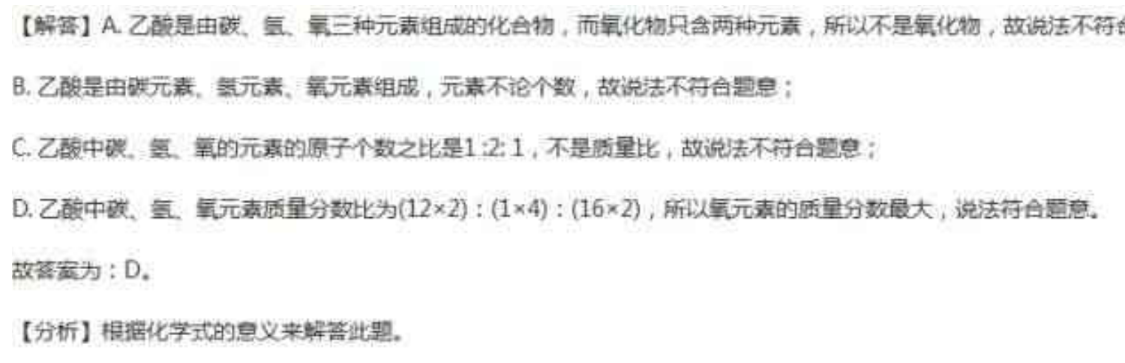 【解答】A. 乙酸是由碳、氢、氧三种元素组成的化合物，而氧化物只含两种元素，所以不是氧化物，故说法不符
B. 乙酸是由碳元素、氢元素、氧元素组成，元素不论个数，故说法不符合题意；
C. 乙酸中碳、氢、氧的元素的原子个数之比是1:2: 1，不是质量比，故说法不符合题意；
D. 乙酸中碳、氢、氧元素质量分数比为(12×2)：(1×4)：(16×2)，所以氧元素的质量分数最大，说法符合题意。
故答案为：D。
【分析】根据化学式的意义来解答此题。